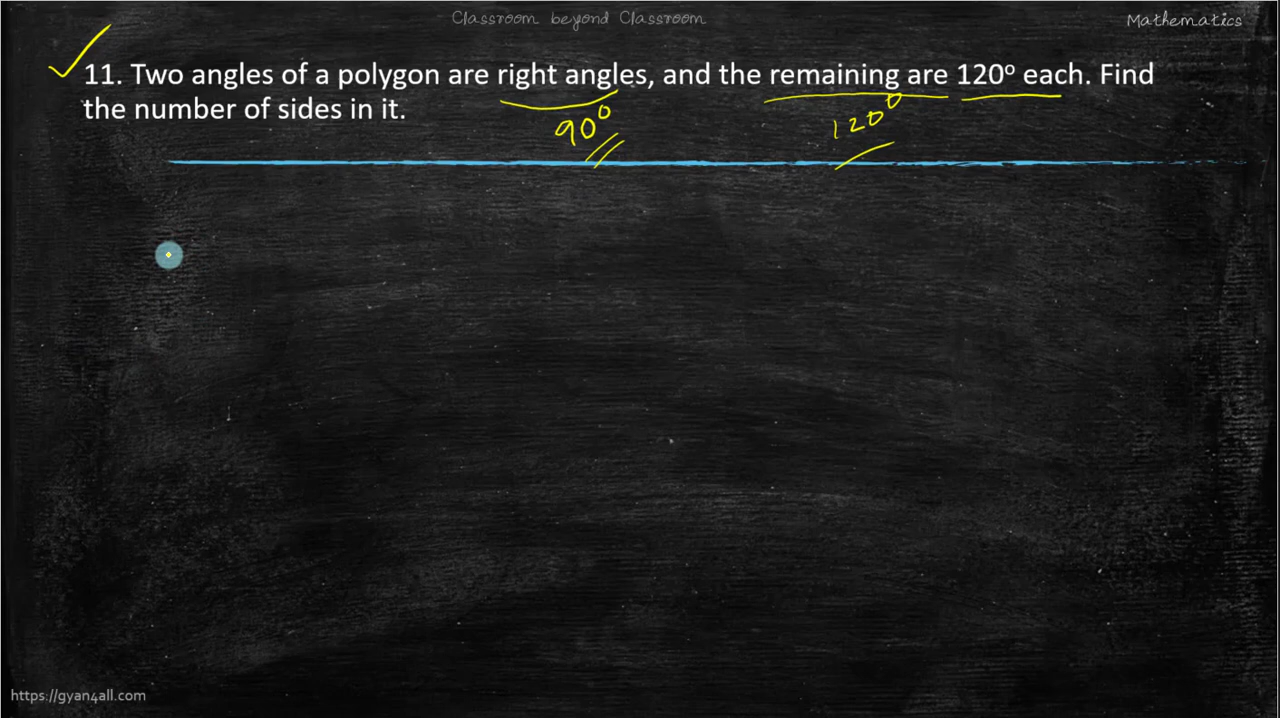 Classroom beyond Classroom
Mathematics
11. Two angles of a polygon are right angles, and the remaining are 120° each. Find
the number of sides in it.
90°
120°
https://gyan4all.com